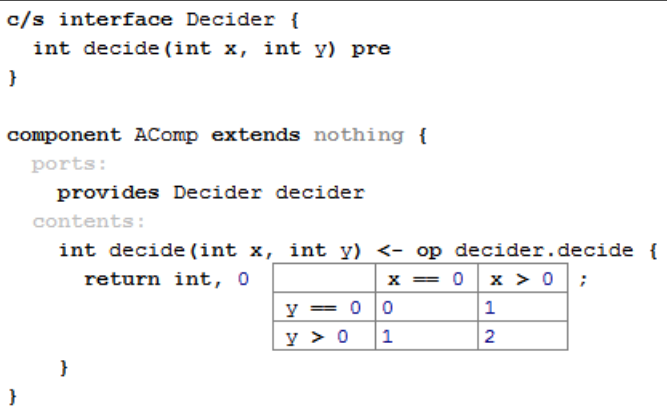 c/s interface Decider {
int decide(int x, int y) pre
}
component AComp extends nothing {
ports:
provides Decider decider
contents:
int decide(int x, int y) <- op decider.decide {
return int, 0 x == 0 x > 0 ;
y == 0 0 1
y > 0 1 2
}
}